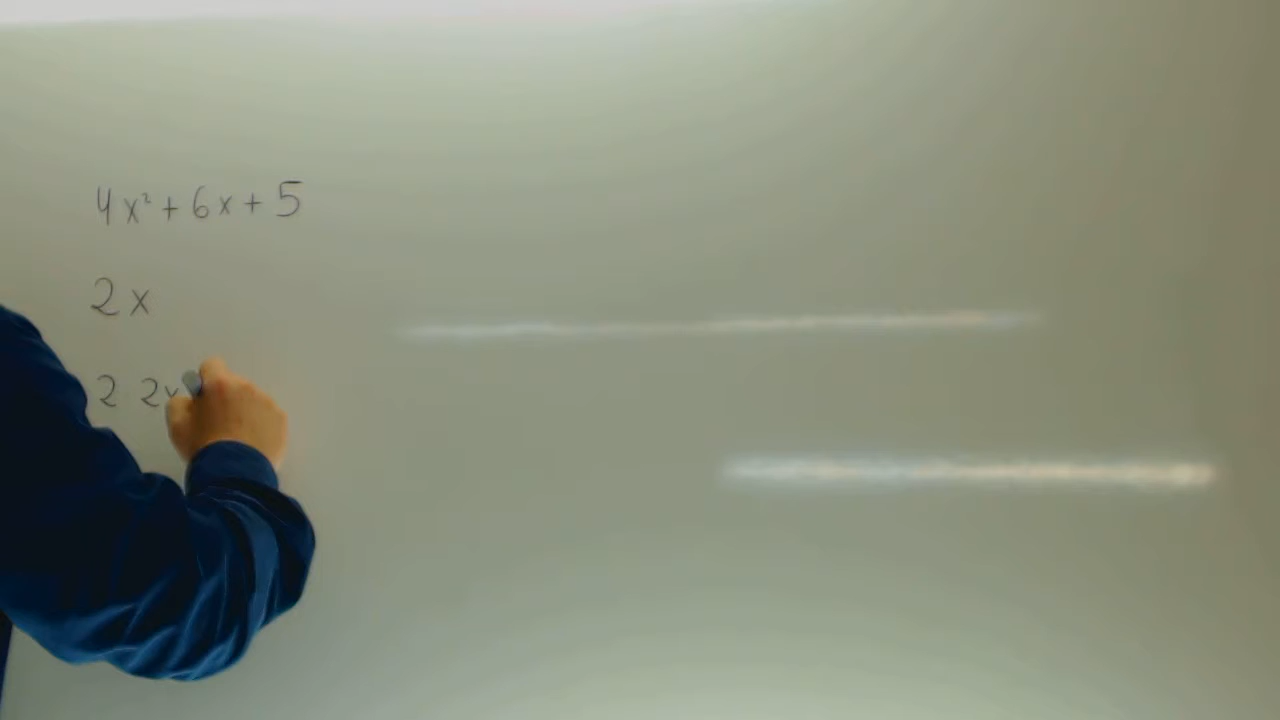 4x² + 6x + 5
2x
2 2x